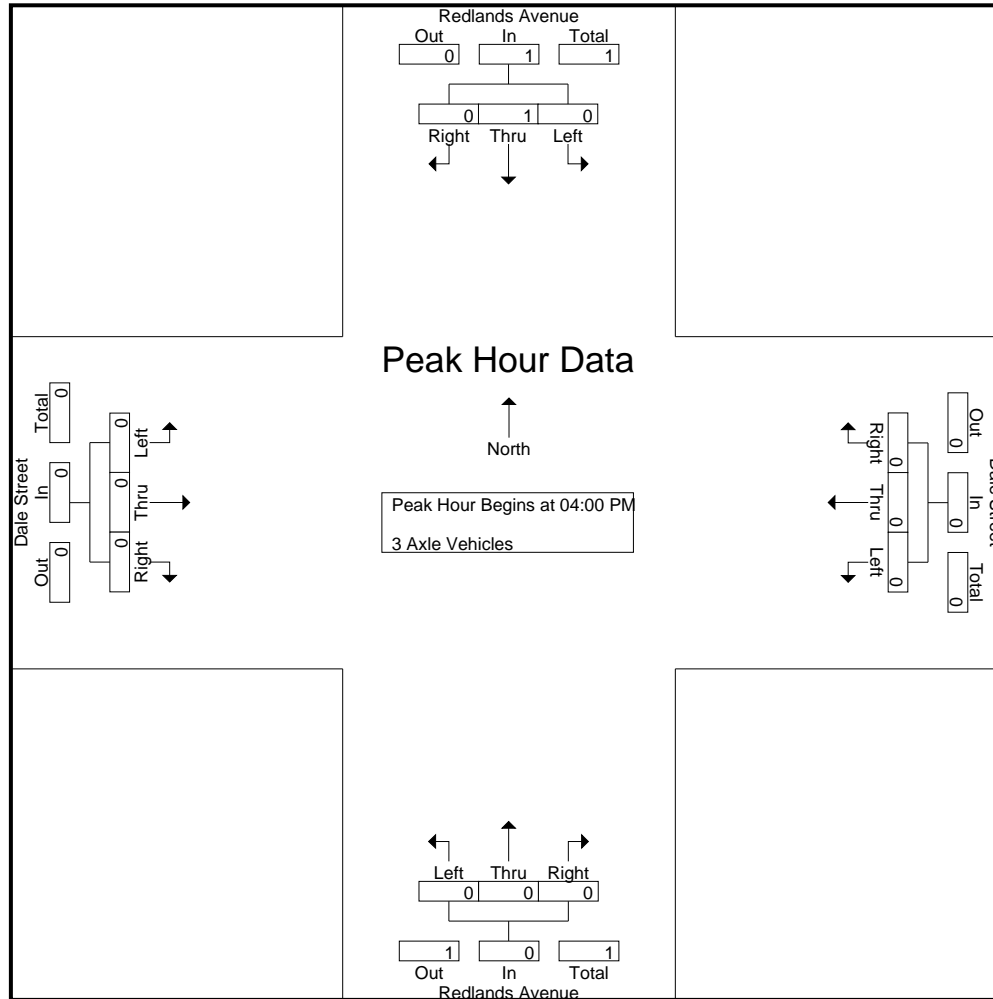 Redlands Avenue
Out In Total
0 1 1
0 1 0
Right Thru Left
Peak Hour Data
North
Peak Hour Begins at 04:00 PM
3 Axle Vehicles
Dale Street
Total In Out
0 0 0
0 0 0
Left Thru Right
Out In Total
0 0 0
Right Thru Left
0 0 0
Left Thru Right
0 0 0
1 0 1
Out In Total
Redlands Avenue